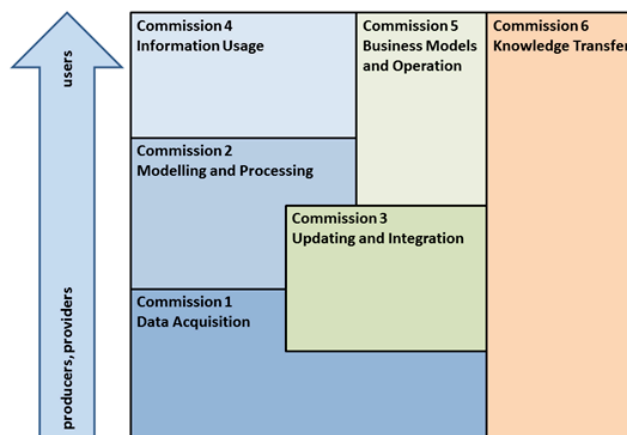 users
producers, providers
Commission 4
Information Usage
Commission 5
Business Models
and Operation
Commission 6
Knowledge Transfer
Commission 2
Modelling and Processing
Commission 3
Updating and Integration
Commission 1
Data Acquisition